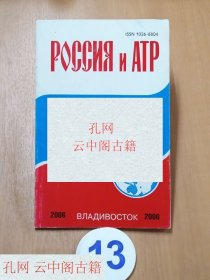 ISSN 1026-8804
РОССИЯ и АТР
孔网
云中阁古籍
2006 ВЛАДИВОСТОК 2006
13
孔网 云中阁古籍